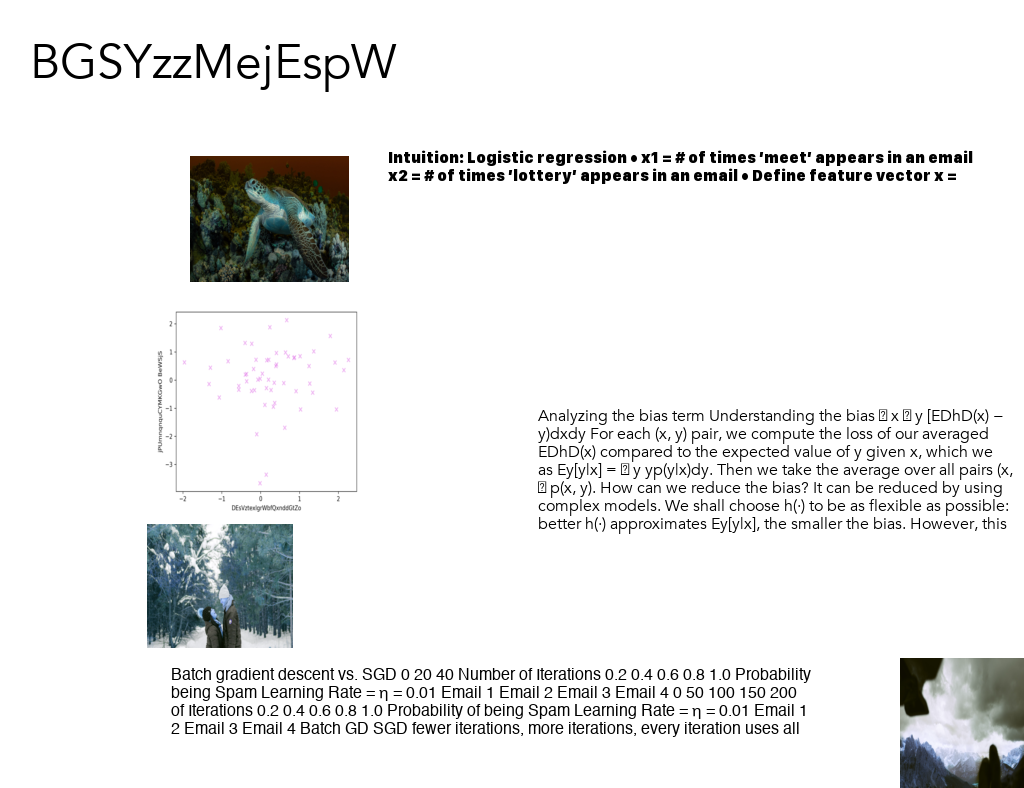 BGSYzzMejEspW
Intuition: Logistic regression • x1 = # of times ’meet’ appears in an email
x2 = # of times ’lottery’ appears in an email • Define feature vector x =
2
1
0
−1
−2
−3
−2 −1 0 1 2
DEsVztexIgrWbfQxnddGtZo
Analyzing the bias term Understanding the bias x y [EDhD(x) −
y)dxdy For each (x, y) pair, we compute the loss of our averaged
EDhD(x) compared to the expected value of y given x, which we
as Ey[y|x] = y yp(y|x)dy. Then we take the average over all pairs (x,
p(x, y). How can we reduce the bias? It can be reduced by using
complex models. We shall choose h(·) to be as flexible as possible:
better h(·) approximates Ey[y|x], the smaller the bias. However, this
Batch gradient descent vs. SGD 0 20 40 Number of Iterations 0.2 0.4 0.6 0.8 1.0 Probability
being Spam Learning Rate = η = 0.01 Email 1 Email 2 Email 3 Email 4 0 50 100 150 200
of Iterations 0.2 0.4 0.6 0.8 1.0 Probability of being Spam Learning Rate = η = 0.01 Email 1
2 Email 3 Email 4 Batch GD SGD fewer iterations, more iterations, every iteration uses all